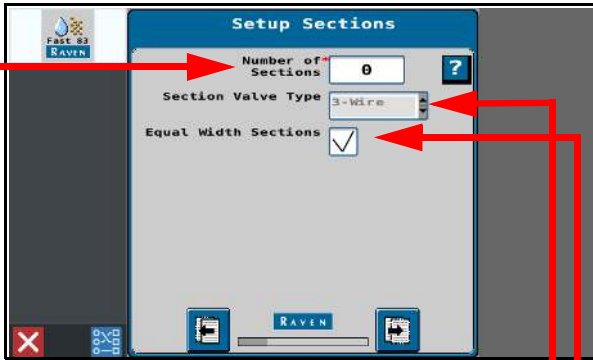 Setup Sections
Fast 83
RAVEN
Number of*
Sections
0
?
Section Valve Type
3-Wire
Equal Width Sections
RAVEN